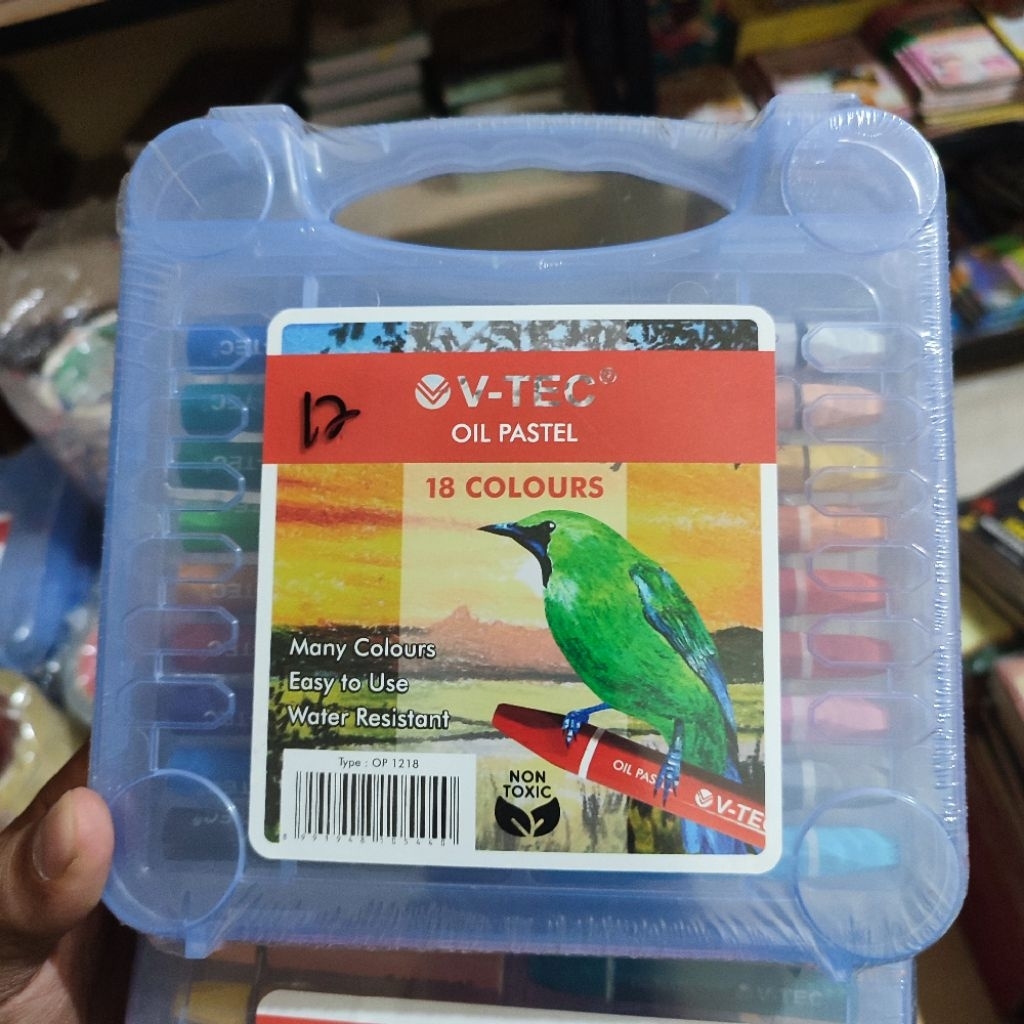 V-TEC®
12
OIL PASTEL
18 COLOURS
Many Colours
Easy to Use
Water Resistant
Type : OP 1218
NON
TOXIC
OIL PAS
V-TEC
V-TEC